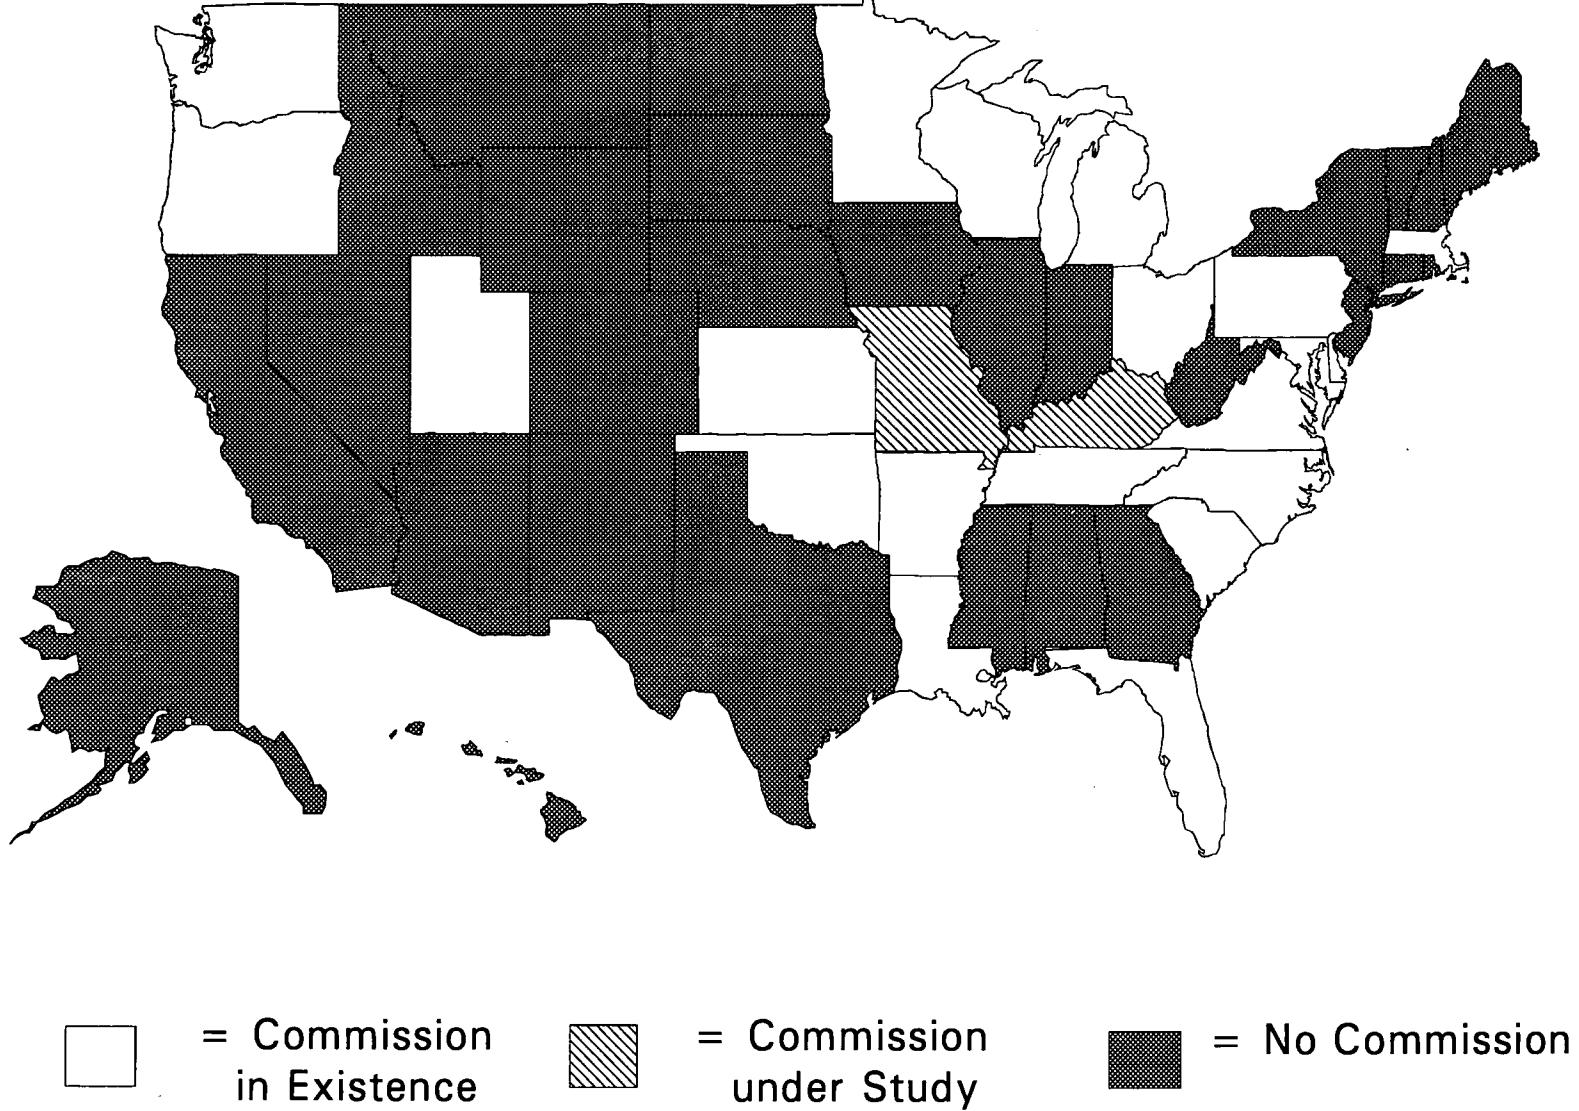 = Commission
in Existence
= Commission
under Study
= No Commission